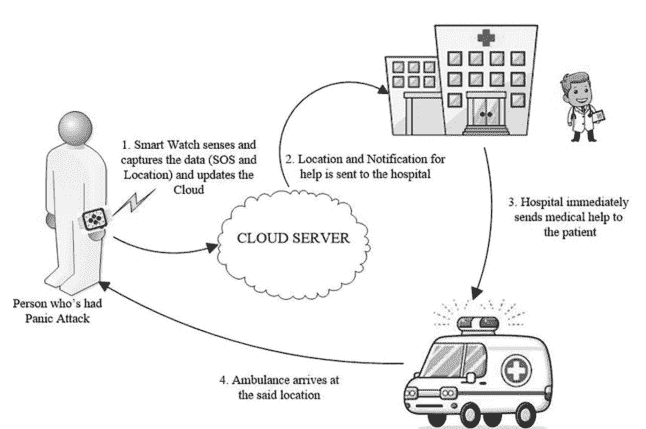 1. Smart Watch senses and
captures the data (SOS and
Location) and updates the
Cloud
2. Location and Notification for
help is sent to the hospital
3. Hospital immediately
sends medical help to
the patient
CLOUD SERVER
Person who's had
Panic Attack
4. Ambulance arrives at
the said location